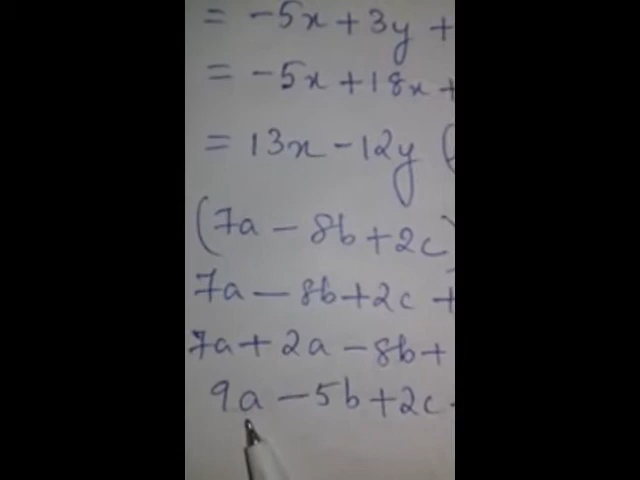 = -5x + 3y +
= -5x + 18x +
= 13x - 12y (
(7a - 8b + 2c)
7a - 8b + 2c +
7a + 2a - 8b +
9a - 5b + 2c -